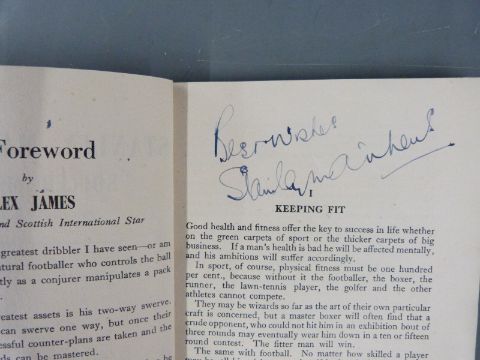 Foreword
by
LEX JAMES
nd Scottish International Star
greatest dribbler I have seen—or am
tural footballer who controls the ball
tly as a conjurer manipulates a pack
.
reatest assets is his two-way swerve.
can swerve one way, but once their
ssful counter-plans are taken and the
rds can be mastered.
Best wishes
Stanley Matthews
I
KEEPING FIT
Good health and fitness offer the key to success in life whether
on the green carpets of sport or the thicker carpets of big
business. If a man's health is bad he will be affected mentally,
and his ambitions will suffer accordingly.
In sport, of course, physical fitness must be one hundred
per cent., because without it the footballer, the boxer, the
runner, the lawn-tennis player, the golfer and the other
athletes cannot compete.
They may be wizards so far as the art of their own particular
craft is concerned, but a master boxer will often find that a
crude opponent, who could not hit him in an exhibition bout of
three rounds may eventually wear him down in a ten or fifteen
round contest. The fitter man will win.
The same with football. No matter how skilled a player